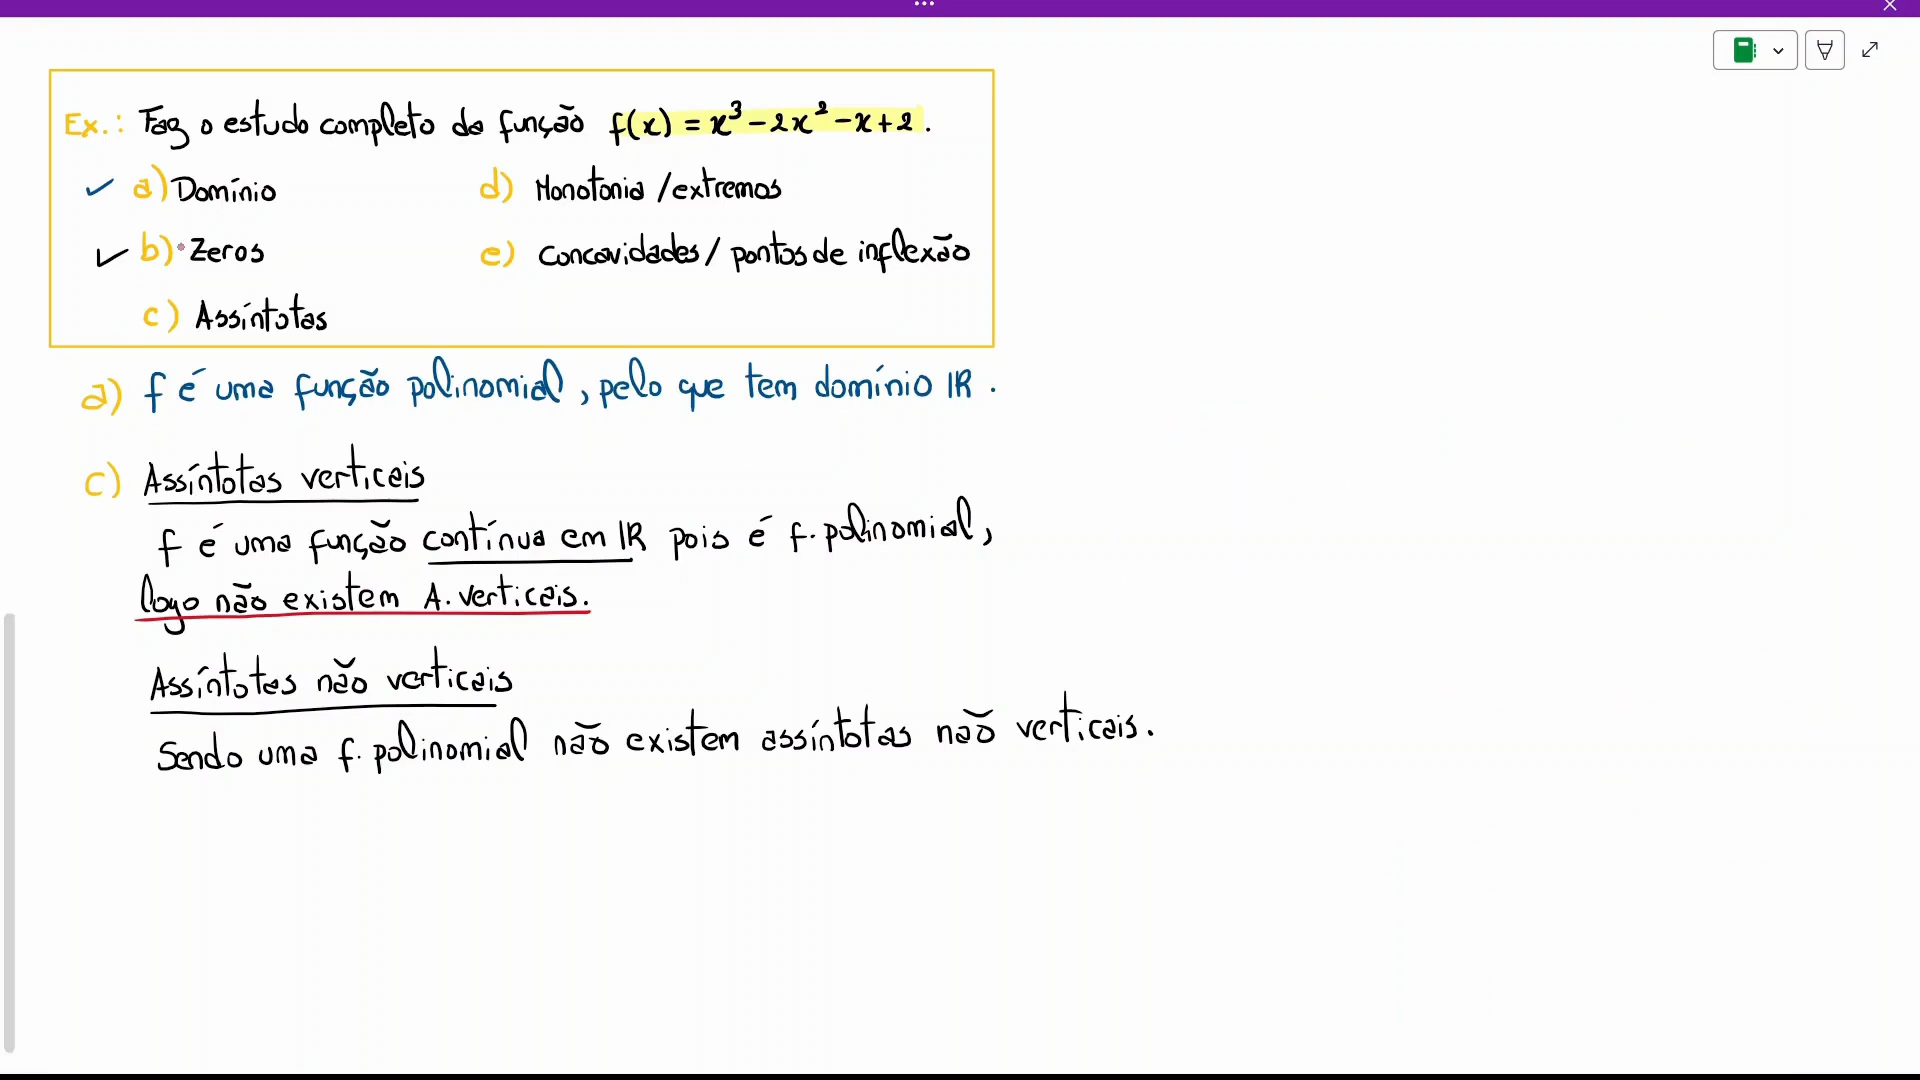 Ex.: Faz o estudo completo da função f(x) = x³ - 2x² - x + 2.
a) Domínio
d) Monotonia / extremos
b) Zeros
e) Concavidades / pontos de inflexão
c) Assíntotas
a) f é uma função polinomial, pelo que tem domínio IR.
c) Assíntotas verticais
f é uma função contínua em IR pois é f. polinomial,
logo não existem A. verticais.
Assíntotas não verticais
Sendo uma f. polinomial não existem assíntotas não verticais.